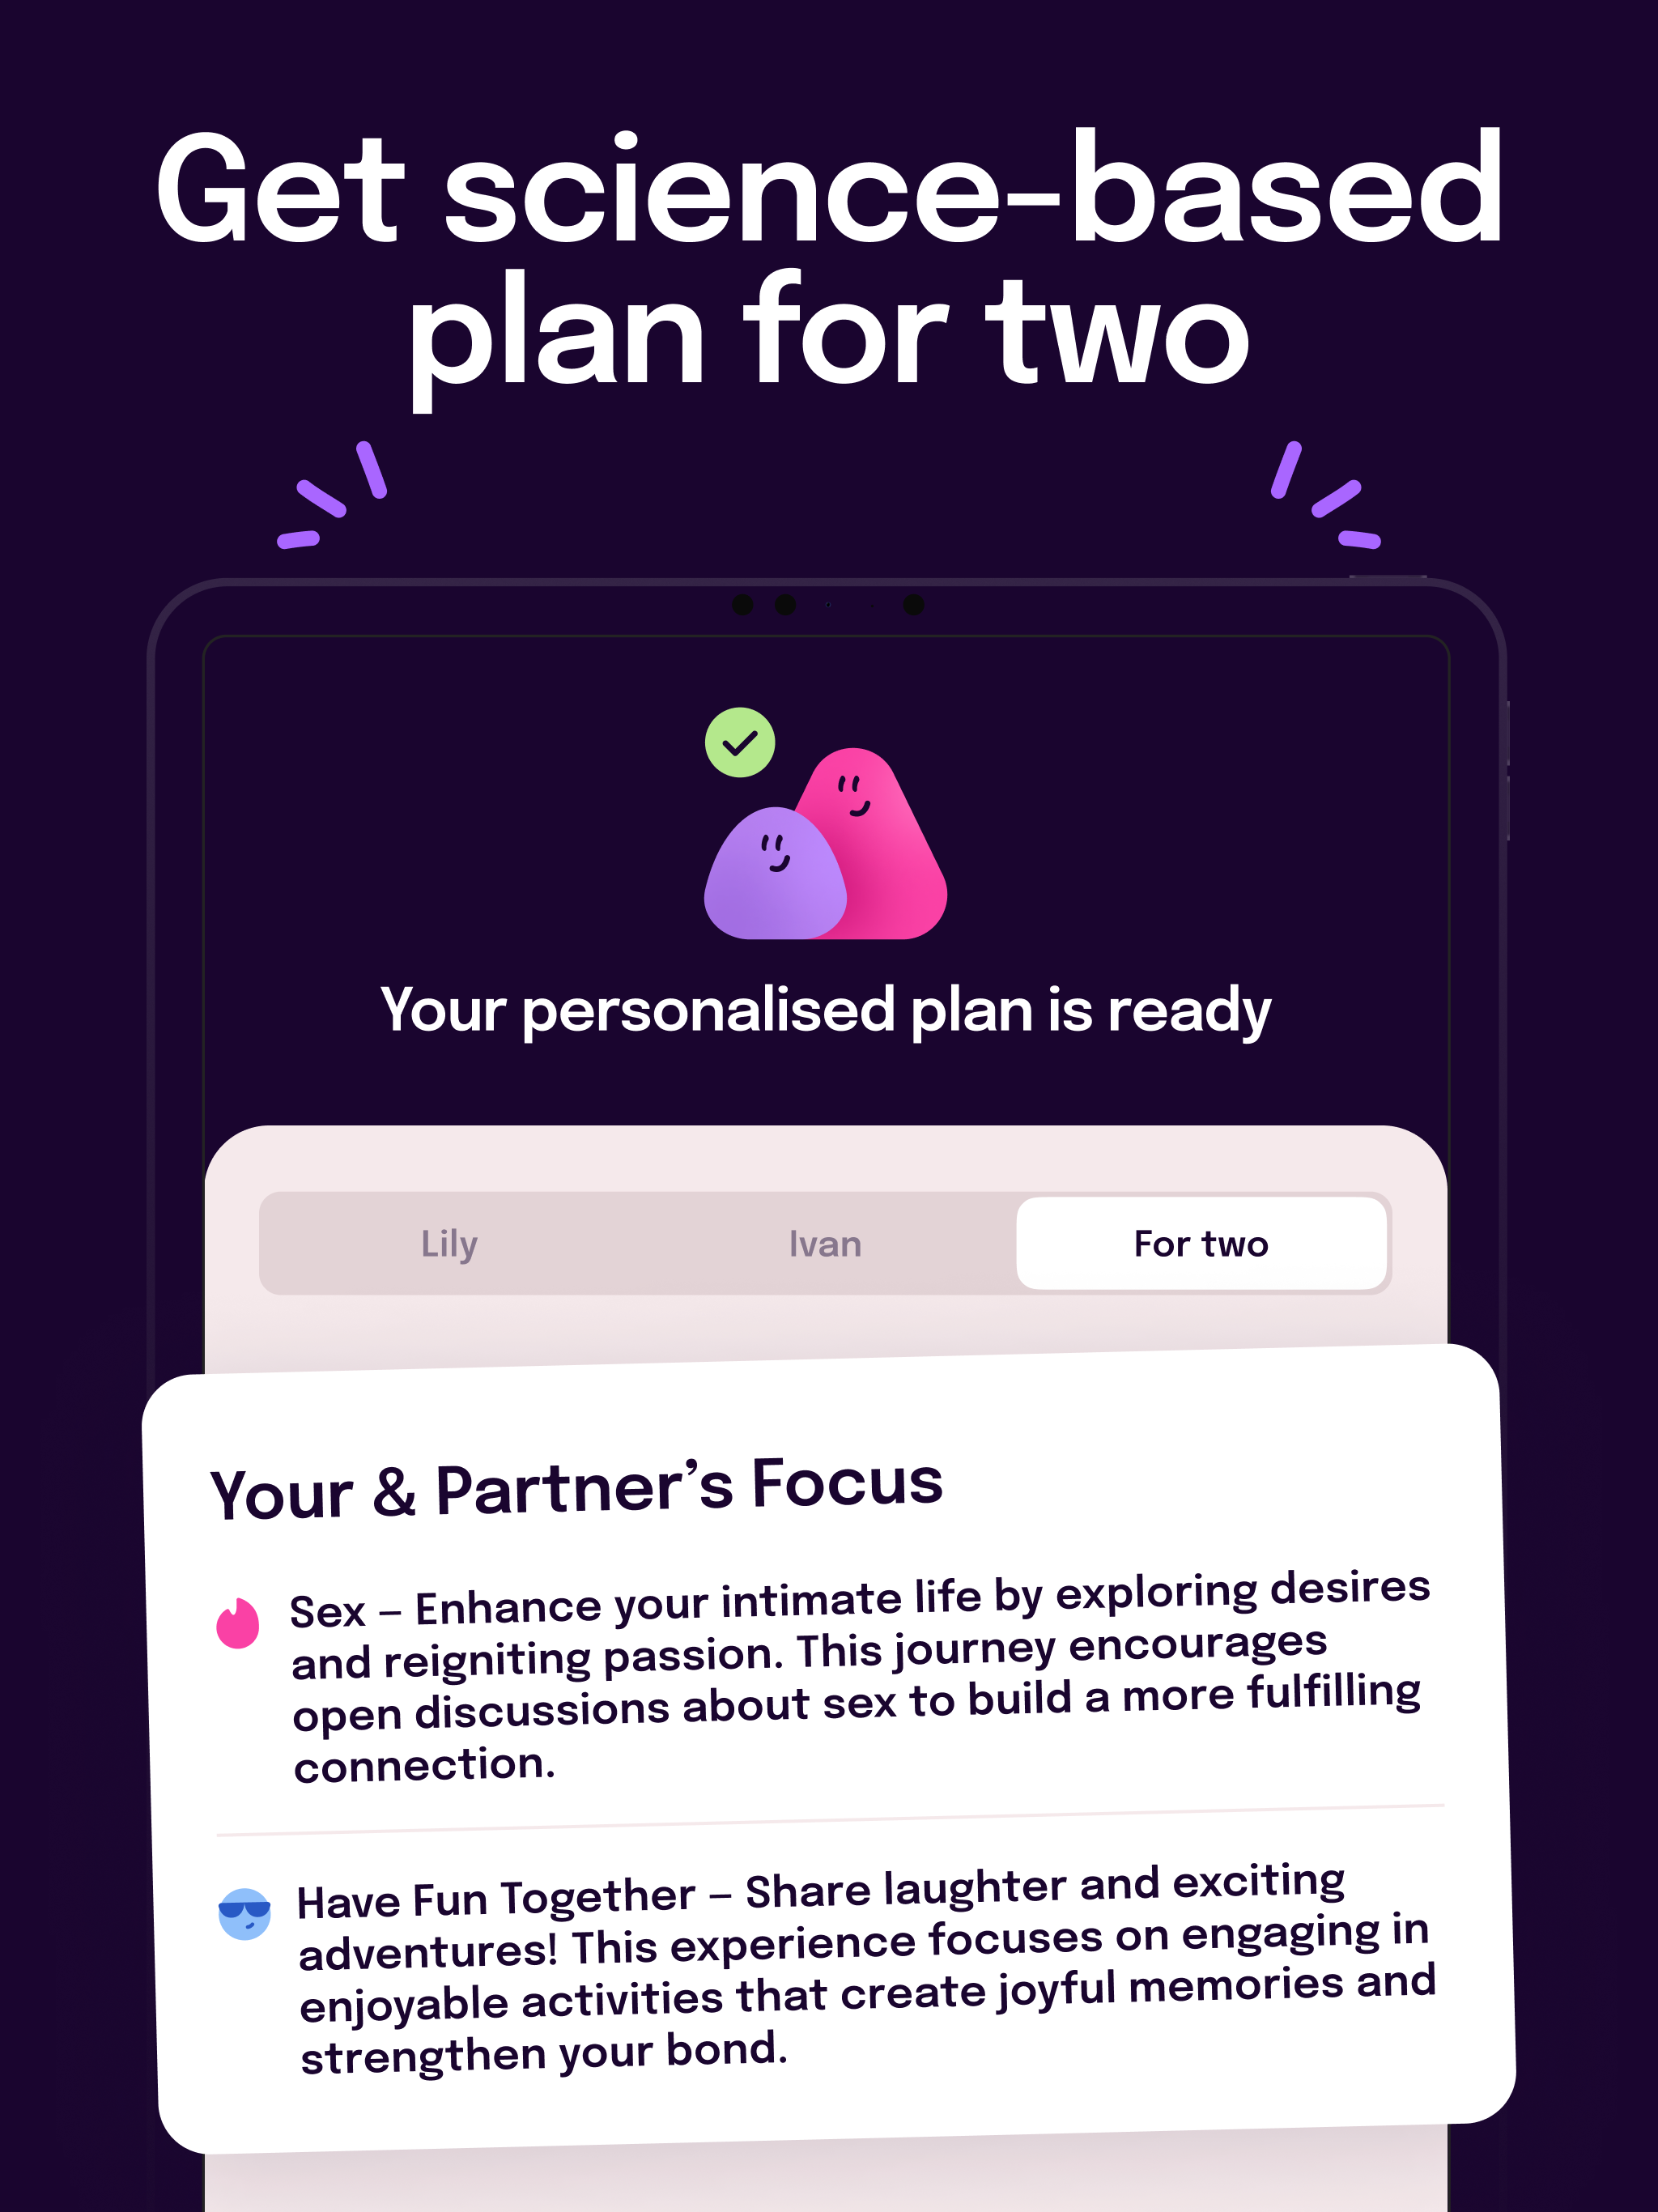 Get science-based
plan for two
Your personalised plan is ready
Lily
Ivan
For two
Your & Partner’s Focus
Sex – Enhance your intimate life by exploring desires
and reigniting passion. This journey encourages
open discussions about sex to build a more fulfilling
connection.
Have Fun Together – Share laughter and exciting
adventures! This experience focuses on engaging in
enjoyable activities that create joyful memories and
strengthen your bond.